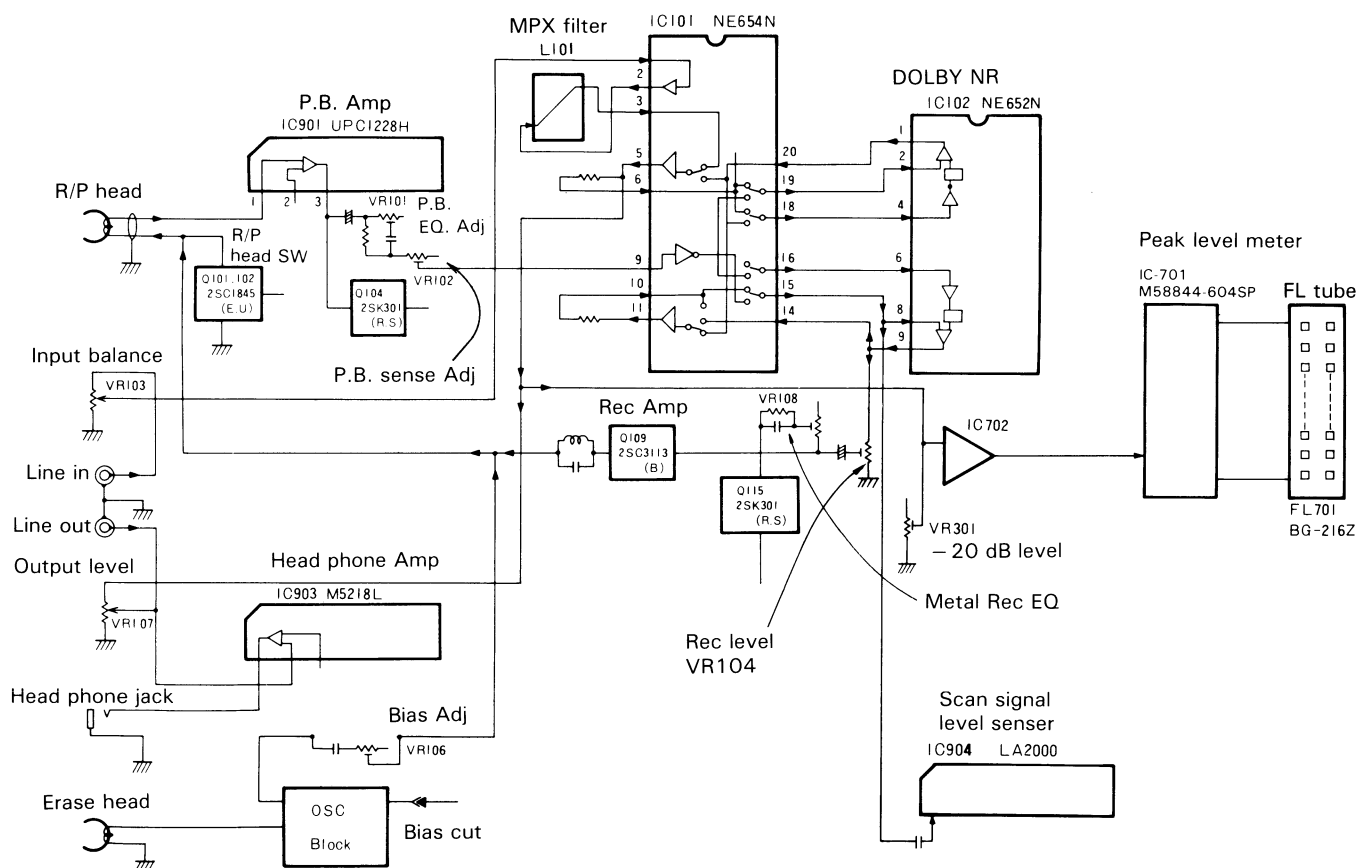 MPX filter
L101
IC101 NE654N
DOLBY NR
IC102 NE652N
P.B. Amp
IC901 UPC1228H
R/P head
1
2
3
VR101
P.B.
EQ. Adj
VR102
R/P
head SW
Q101.102
2SC1845
(E.U)
Q104
2SK301
(R.S)
P.B. sense Adj
2
3
5
6
9
10
11
20
19
18
16
15
14
1
2
4
6
8
9
Peak level meter
IC-701
M58844-604SP
FL tube
FL701
BG-216Z
Input balance
VR103
Line in
Line out
Output level
VR107
Rec Amp
Q109
2SC3113
(B)
VR108
Q115
2SK301
(R.S)
IC702
VR301
−20 dB level
Metal Rec EQ
Rec level
VR104
Head phone Amp
IC903 M5218L
Head phone jack
Bias Adj
VR106
Erase head
OSC
Block
Bias cut
Scan signal
level senser
IC904 LA2000